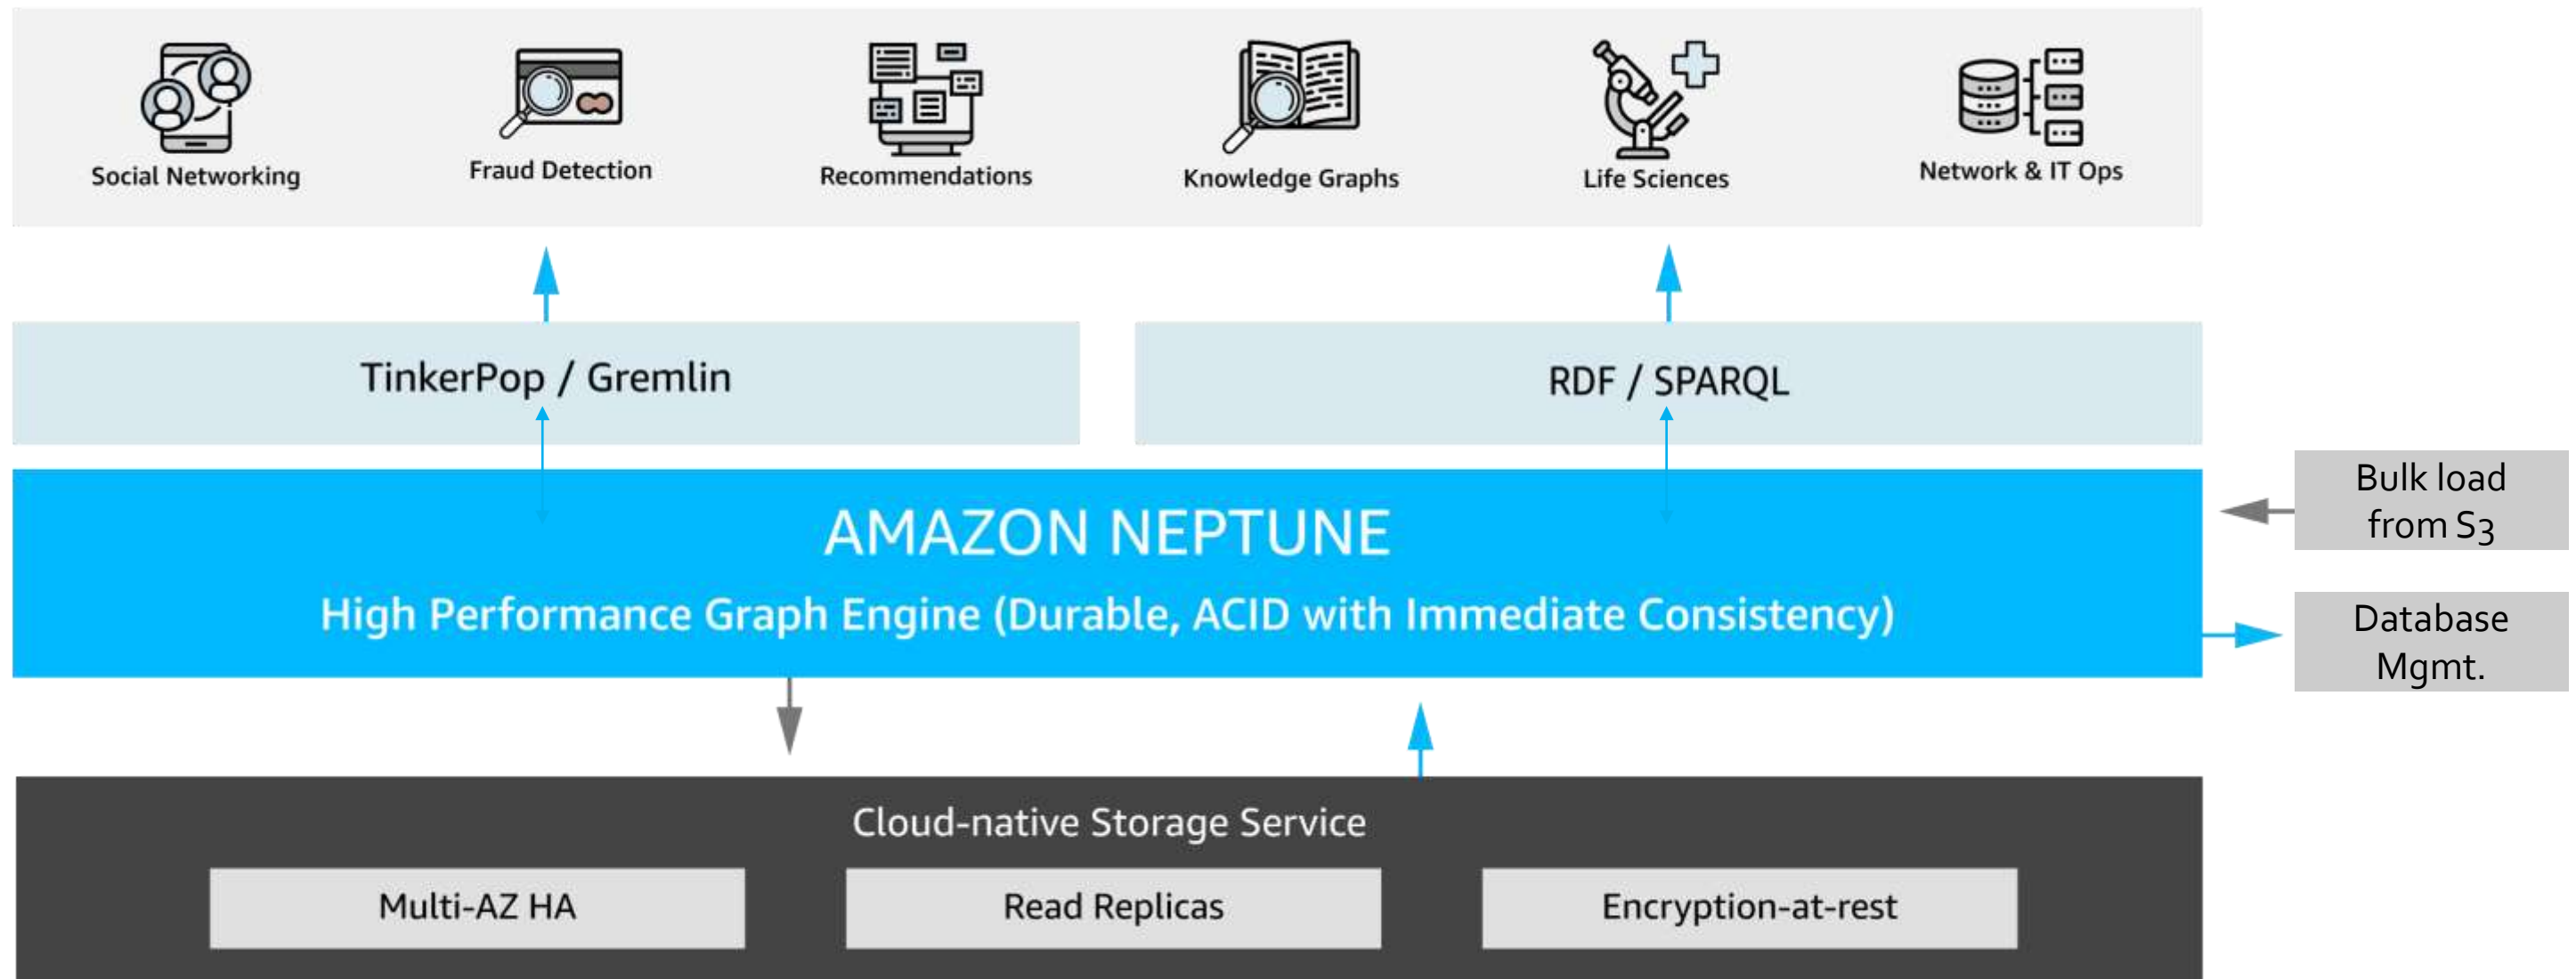 Social Networking
Fraud Detection
Recommendations
Knowledge Graphs
Life Sciences
Network & IT Ops
TinkerPop / Gremlin
RDF / SPARQL
AMAZON NEPTUNE
High Performance Graph Engine (Durable, ACID with Immediate Consistency)
Bulk load
from S3
Database
Mgmt.
Cloud-native Storage Service
Multi-AZ HA
Read Replicas
Encryption-at-rest